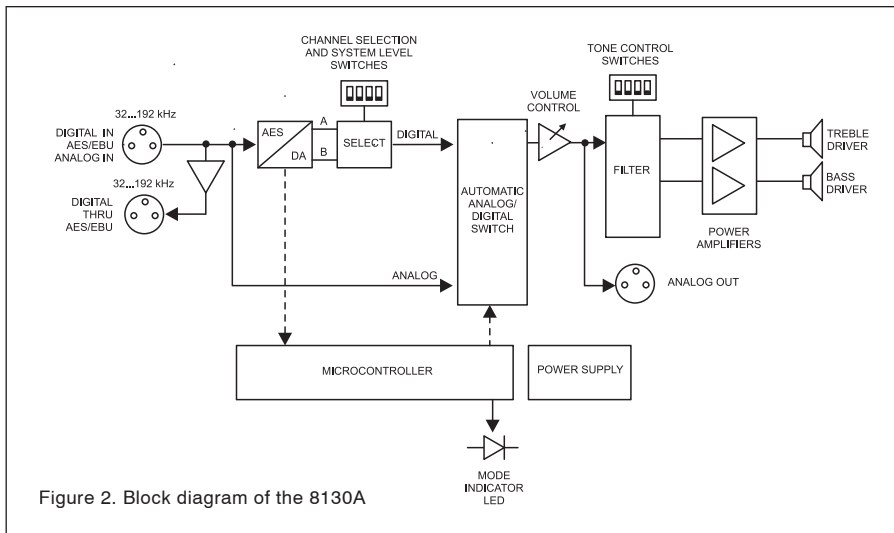 CHANNEL SELECTION
AND SYSTEM LEVEL
SWITCHES
TONE CONTROL
SWITCHES
VOLUME
CONTROL
32...192 kHz
DIGITAL IN
AES/EBU
ANALOG IN
AES
DA
A
B
SELECT
DIGITAL
AUTOMATIC
ANALOG/
DIGITAL
SWITCH
FILTER
TREBLE
DRIVER
BASS
DRIVER
POWER
AMPLIFIERS
32...192 kHz
DIGITAL
THRU
AES/EBU
ANALOG
ANALOG OUT
MICROCONTROLLER
POWER SUPPLY
MODE
INDICATOR
LED
Figure 2. Block diagram of the 8130A